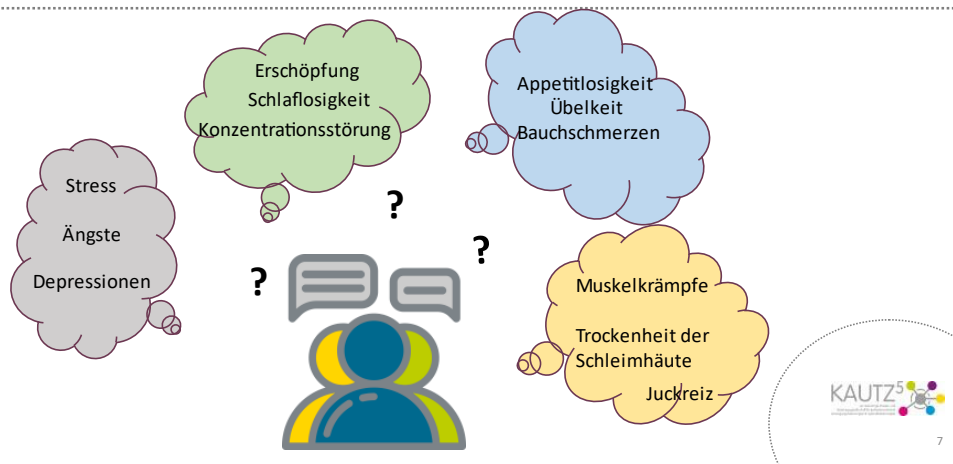 Erschöpfung
Schlaflosigkeit
Konzentrationsstörung
Appetitlosigkeit
Übelkeit
Bauchschmerzen
Stress
Ängste
Depressionen
?
?
?
Muskelkrämpfe
Trockenheit der
Schleimhäute
Juckreiz
KAUTZ⁵
7